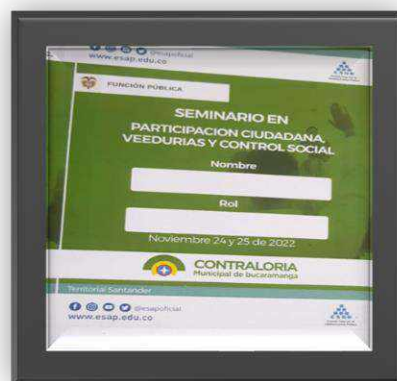 @esapoficial
www.esap.edu.co
FUNCIÓN PÚBLICA
SEMINARIO EN
PARTICIPACION CIUDADANA,
VEEDURIAS Y CONTROL SOCIAL
Nombre
Rol
Noviembre 24 y 25 de 2022
CONTRALORIA
Municipal de bucaramanga
Territorial Santander
@esapoficial
www.esap.edu.co